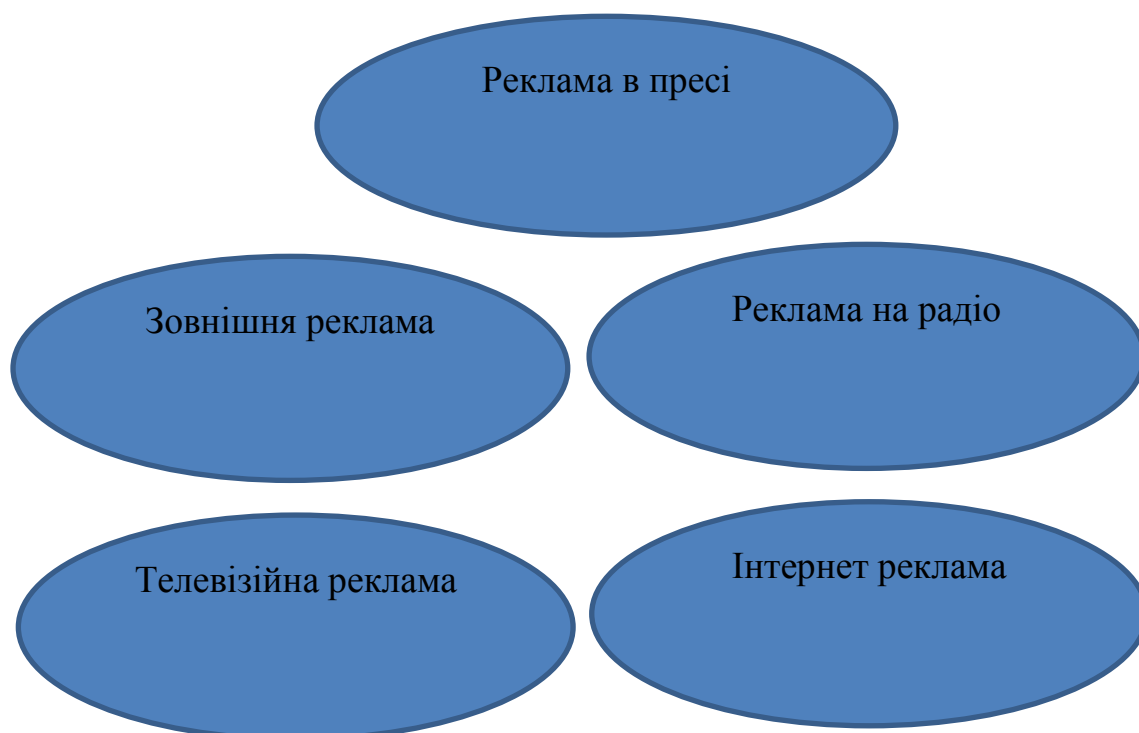 Реклама в пресі
Зовнішня реклама
Реклама на радіо
Телевізійна реклама
Інтернет реклама